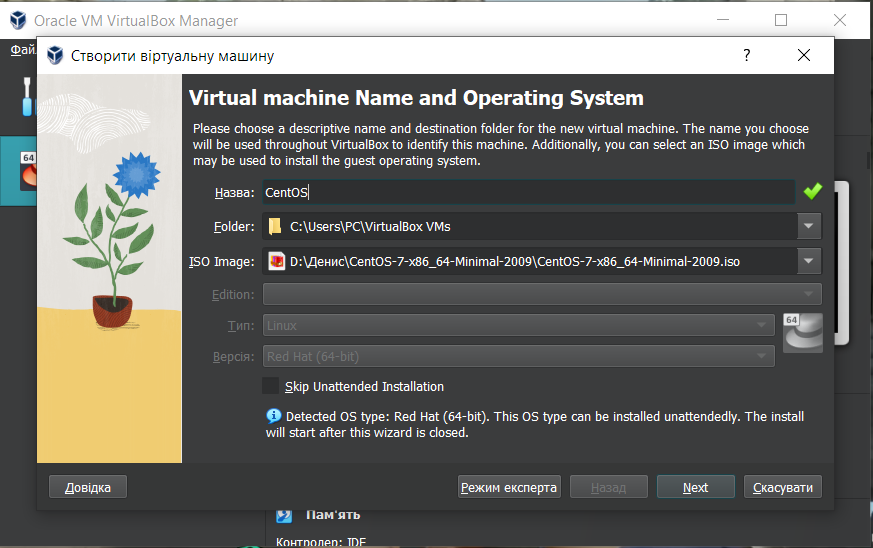 Oracle VM VirtualBox Manager
Файл
Створити віртуальну машину
?
64
Virtual machine Name and Operating System
Please choose a descriptive name and destination folder for the new virtual machine. The name you choose
will be used throughout VirtualBox to identify this machine. Additionally, you can select an ISO image which
may be used to install the guest operating system.
Назва: CentOS
Folder: C:\Users\PC\VirtualBox VMs
ISO Image: D:\Денис\CentOS-7-x86_64-Minimal-2009\CentOS-7-x86_64-Minimal-2009.iso
Edition:
Тип: Linux
64
Версія: Red Hat (64-bit)
Skip Unattended Installation
Detected OS type: Red Hat (64-bit). This OS type can be installed unattendedly. The install
will start after this wizard is closed.
Довідка Режим експерта Назад Next Скасувати
Пам'ять
Контролер: IDE